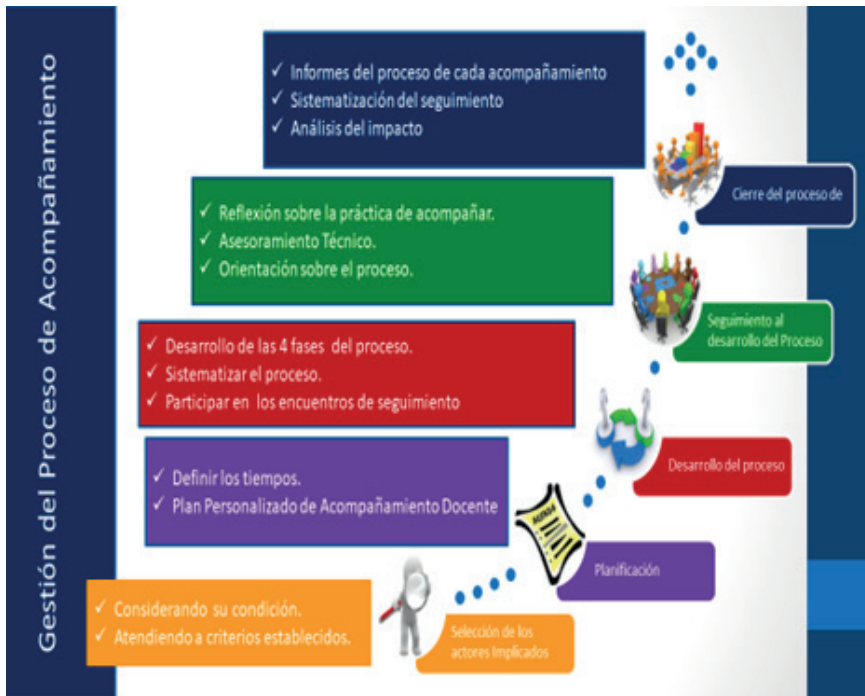 Gestión del Proceso de Acompañamiento
✓ Informes del proceso de cada acompañamiento
✓ Sistematización del seguimiento
✓ Análisis del impacto
Cierre del proceso de
✓ Reflexión sobre la práctica de acompañar.
✓ Asesoramiento Técnico.
✓ Orientación sobre el proceso.
Seguimiento al
desarrollo del Proceso
✓ Desarrollo de las 4 fases del proceso.
✓ Sistematizar el proceso.
✓ Participar en los encuentros de seguimiento
Desarrollo del proceso
✓ Definir los tiempos.
✓ Plan Personalizado de Acompañamiento Docente
AGENDA
Planificación
✓ Considerando su condición.
✓ Atendiendo a criterios establecidos.
Selección de los
actores Implicados